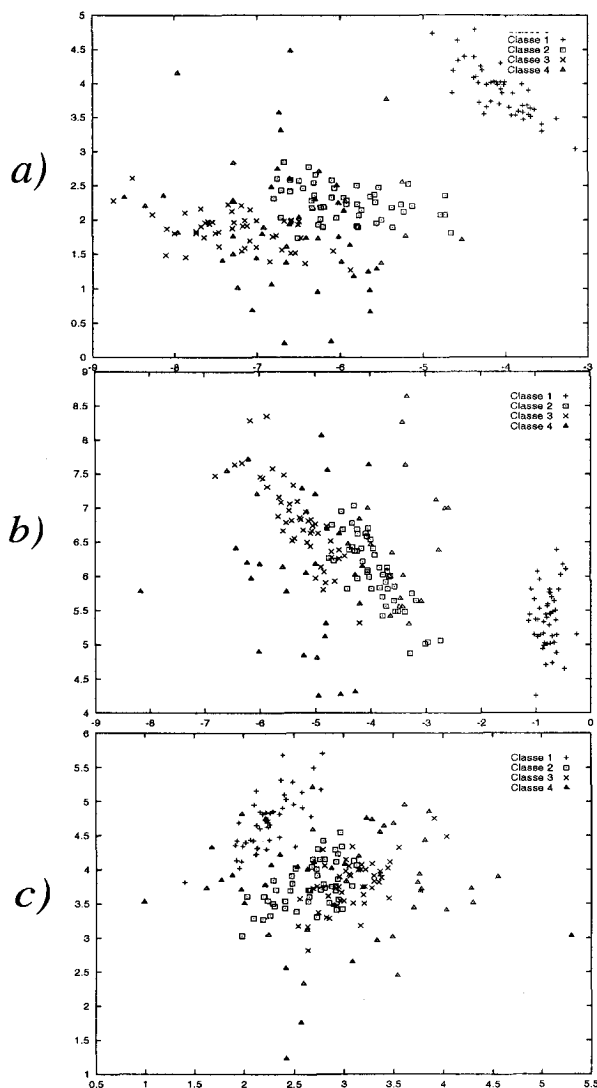 a)
5
4.5
4
3.5
3
2.5
2
1.5
1
0.5
0
-9 -8 -7 -6 -5 -4 -3
Classe 1 +
Classe 2
Classe 3 ×
Classe 4
b)
9
8.5
8
7.5
7
6.5
6
5.5
5
4.5
4
-9 -8 -7 -6 -5 -4 -3 -2 -1 0
Classe 1 +
Classe 2
Classe 3 ×
Classe 4
c)
6
5.5
5
4.5
4
3.5
3
2.5
2
1.5
1
0.5 1 1.5 2 2.5 3 3.5 4 4.5 5 5.5
Classe 1 +
Classe 2
Classe 3 ×
Classe 4